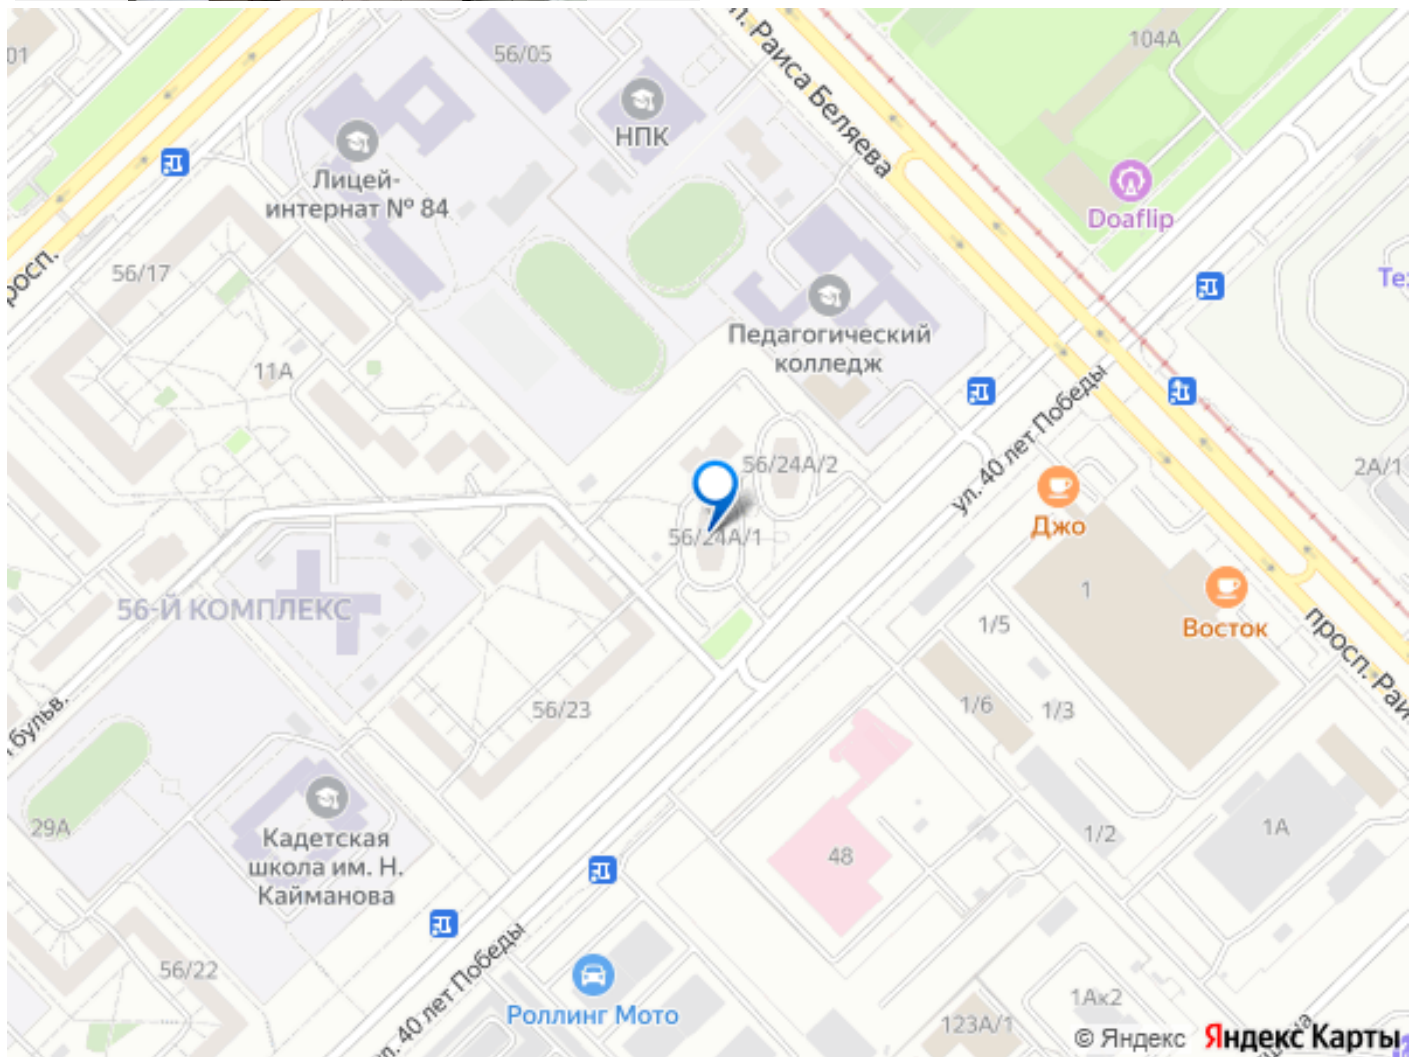 01
56/05
104А
п. Раиса Беляева
НПК
Лицей-
интернат № 84
Doaflip
росп.
56/17
Те
Педагогический
колледж
11А
ул. 40 лет Победы
56/24А/2
2А/1
Джо
56/24А/1
1
56-Й КОМПЛЕКС
1/5
Восток
просп. Раи
бульв.
56/23
1/6
1/3
29А
Кадетская
школа им. Н.
Кайманова
48
1/2
1А
56/22
ул. 40 лет Победы
Роллинг Мото
1Ак2
123А/1
© Яндекс Яндекс Карты